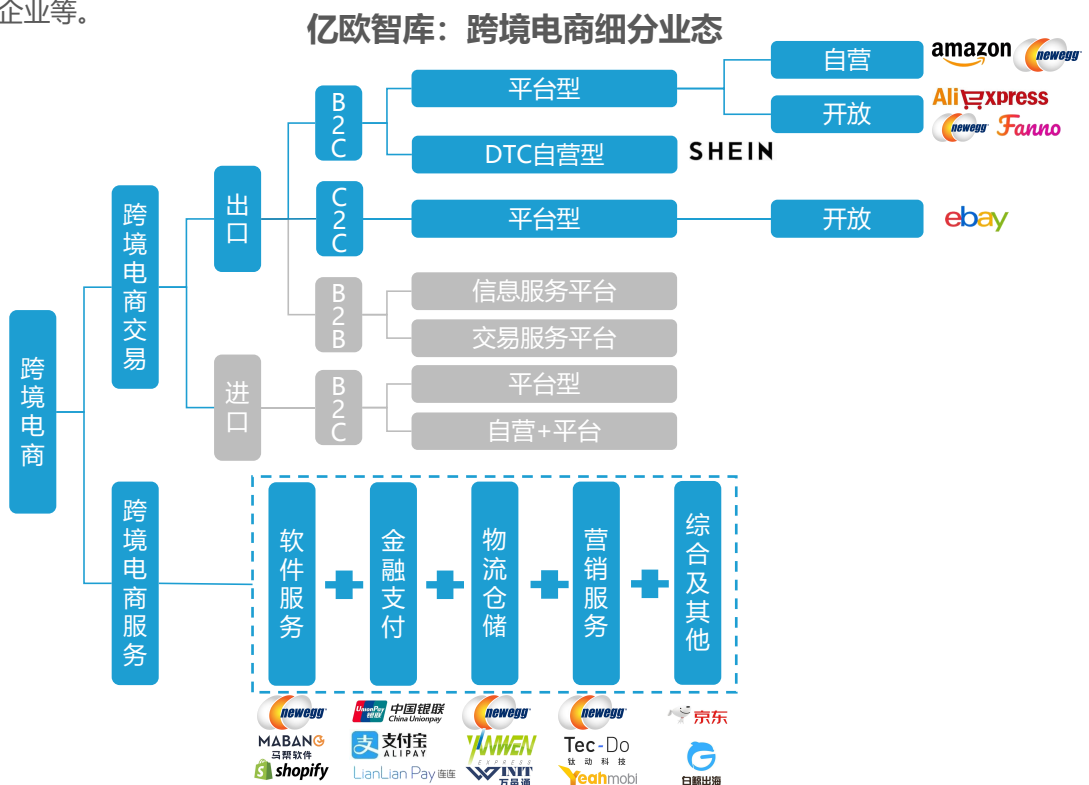 企业等。
亿欧智库：跨境电商细分业态
跨境电商
跨境电商交易
出口
B2C
平台型
自营
amazon
newegg
开放
AliExpress
newegg
Fanno
DTC自营型
SHEIN
C2C
平台型
开放
ebay
B2B
信息服务平台
交易服务平台
进口
B2C
平台型
自营+平台
跨境电商服务
软件服务
金融支付
物流仓储
营销服务
综合及其他
newegg
MABANG
马帮软件
shopify
UnionPay 银联
中国银联
China Unionpay
支 支付宝
ALIPAY
LianLian Pay 连连
newegg
YANWEN
EXPRESS
WINIT
万邑通
newegg
Tec-Do
钛动科技
Yeahmobi
京东
白鲸出海